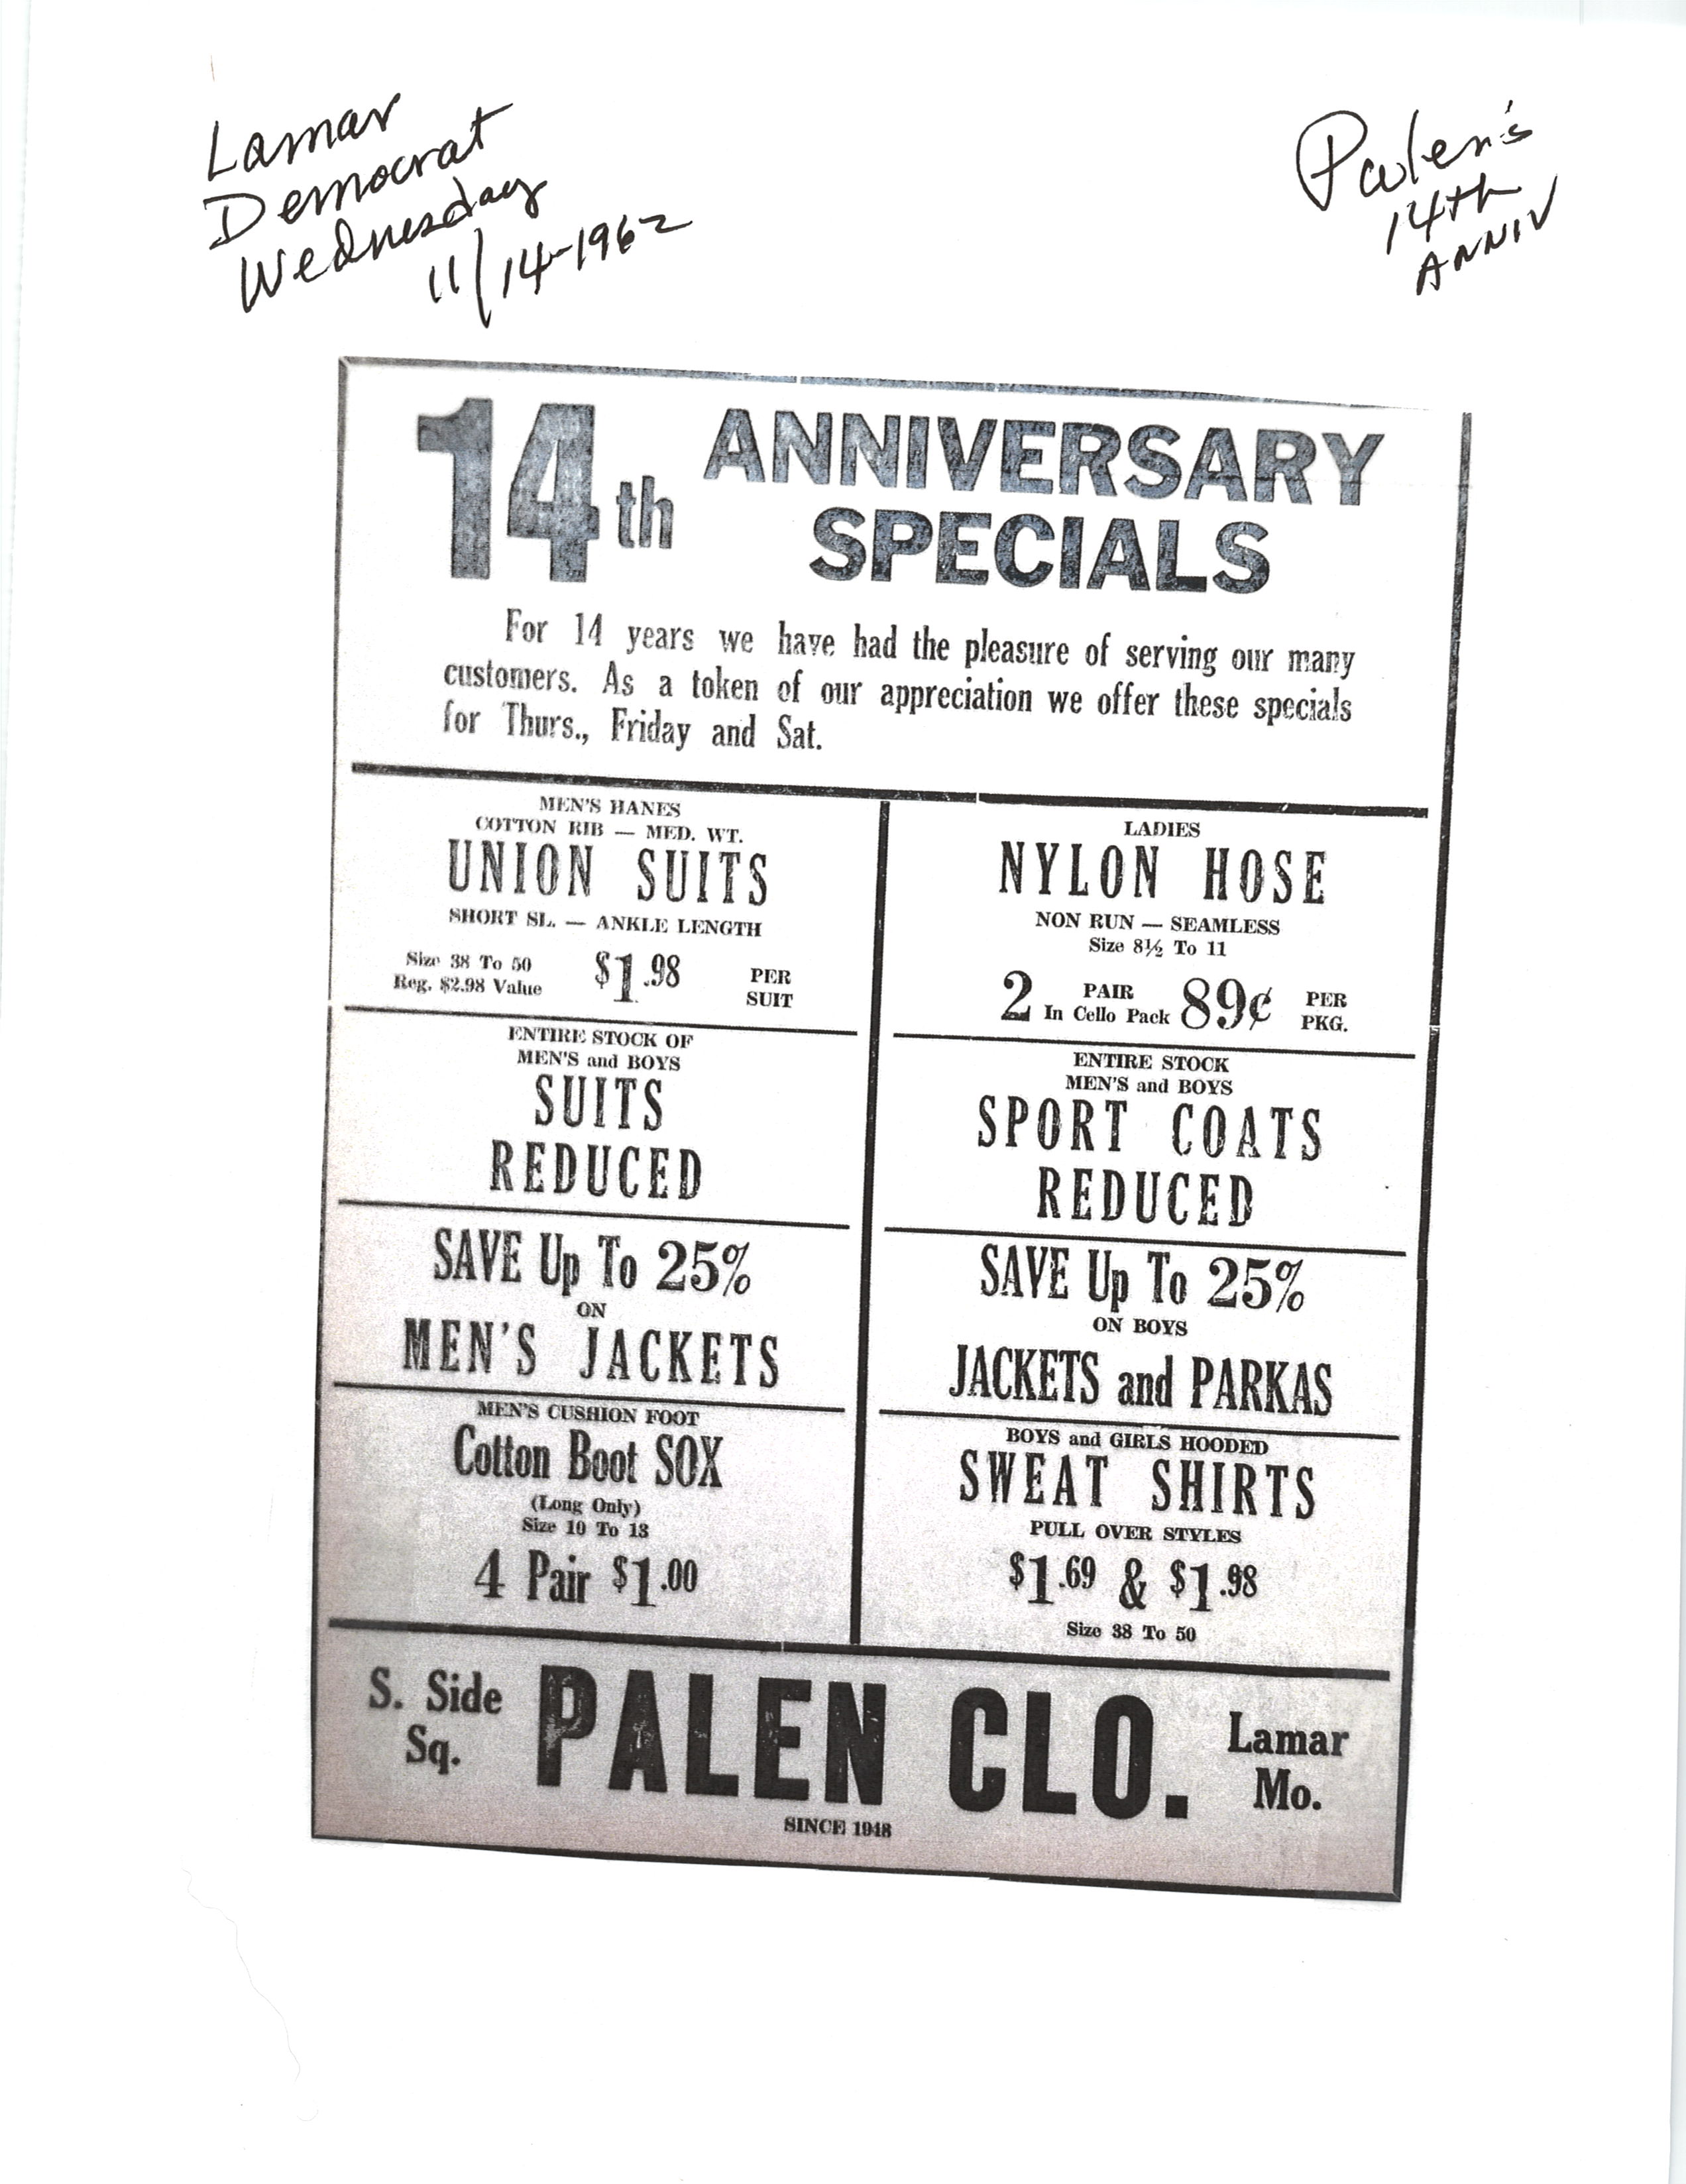 Lamar
Democrat
Wednesday
11/14-1962
Palen's
14th
ANNIV
14th ANNIVERSARY
SPECIALS
For 14 years we have had the pleasure of serving our many
customers. As a token of our appreciation we offer these specials
for Thurs., Friday and Sat.
MEN'S HANES
COTTON RIB — MED. WT.
UNION SUITS
SHORT SL. — ANKLE LENGTH
Size 38 To 50
Reg. $2.98 Value
$1.98
PER
SUIT
LADIES
NYLON HOSE
NON RUN — SEAMLESS
Size 8½ To 11
2 PAIR
In Cello Pack
89¢
PER
PKG.
ENTIRE STOCK OF
MEN'S and BOYS
SUITS
REDUCED
ENTIRE STOCK
MEN'S and BOYS
SPORT COATS
REDUCED
SAVE Up To 25%
ON
MEN'S JACKETS
SAVE Up To 25%
ON BOYS
JACKETS and PARKAS
MEN'S CUSHION FOOT
Cotton Boot SOX
(Long Only)
Size 10 To 13
4 Pair $1.00
BOYS and GIRLS HOODED
SWEAT SHIRTS
PULL OVER STYLES
$1.69 & $1.98
Size 38 To 50
S. Side
Sq.
PALEN CLO.
Lamar
Mo.
SINCE 1948